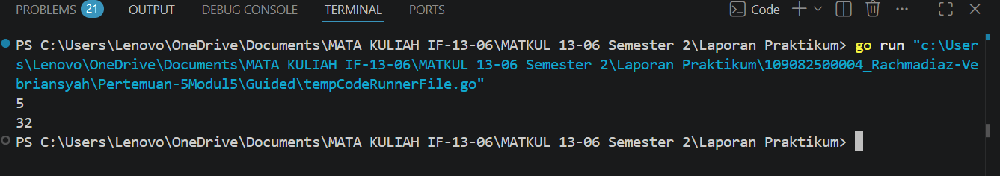 PROBLEMS 21 OUTPUT DEBUG CONSOLE TERMINAL PORTS Code
PS C:\Users\Lenovo\OneDrive\Documents\MATA KULIAH IF-13-06\MATKUL 13-06 Semester 2\Laporan Praktikum> go run "c:\User
s\Lenovo\OneDrive\Documents\MATA KULIAH IF-13-06\MATKUL 13-06 Semester 2\Laporan Praktikum\109082500004_Rachmadiaz-Ve
briansyah\Pertemuan-5Modul5\Guided\tempCodeRunnerFile.go"
5
32
PS C:\Users\Lenovo\OneDrive\Documents\MATA KULIAH IF-13-06\MATKUL 13-06 Semester 2\Laporan Praktikum>